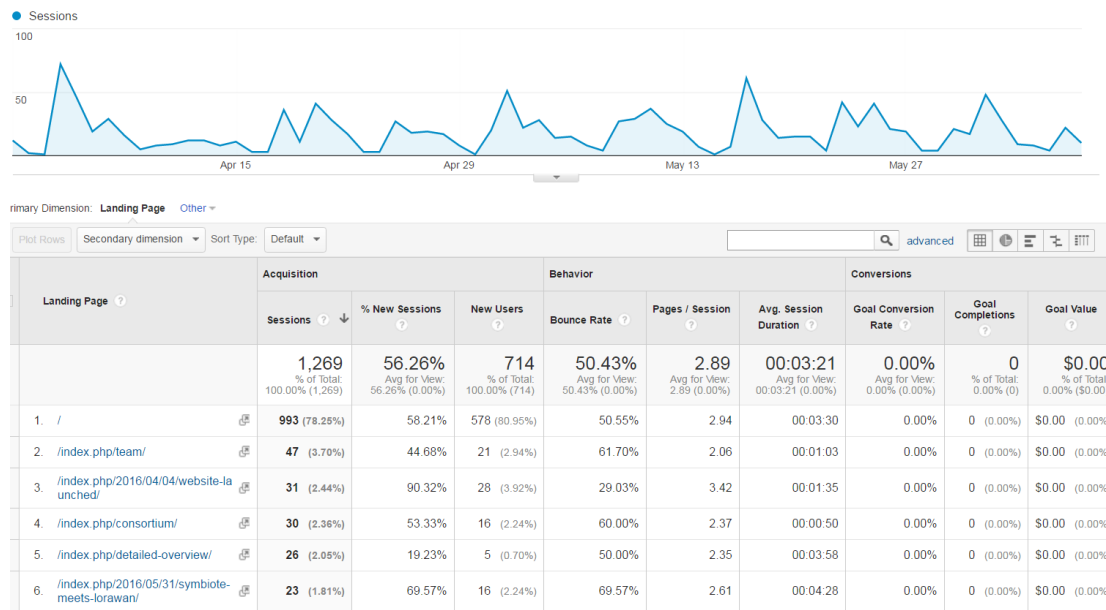 Sessions
100
50
Apr 15 Apr 29 May 13 May 27
rimary Dimension: Landing Page Other
Plot Rows Secondary dimension Sort Type: Default advanced
Acquisition Behavior Conversions
Landing Page ? Sessions ? % New Sessions ? New Users ? Bounce Rate ? Pages / Session ? Avg. Session Duration ? Goal Conversion Rate ? Goal Completions ? Goal Value ?
1,269 56.26% 714 50.43% 2.89 00:03:21 0.00% 0 $0.00
% of Total: Avg for View: % of Total: Avg for View: Avg for View: Avg for View: Avg for View: % of Total: % of Total
100.00% (1,269) 56.26% (0.00%) 100.00% (714) 50.43% (0.00%) 2.89 (0.00%) 00:03:21 (0.00%) 0.00% (0.00%) 0.00% (0) 0.00% ($0.00
1. / 993 (78.25%) 58.21% 578 (80.95%) 50.55% 2.94 00:03:30 0.00% 0 (0.00%) $0.00 (0.00%
2. /index.php/team/ 47 (3.70%) 44.68% 21 (2.94%) 61.70% 2.06 00:01:03 0.00% 0 (0.00%) $0.00 (0.00%
3. /index.php/2016/04/04/website-la
unched/ 31 (2.44%) 90.32% 28 (3.92%) 29.03% 3.42 00:01:35 0.00% 0 (0.00%) $0.00 (0.00%
4. /index.php/consortium/ 30 (2.36%) 53.33% 16 (2.24%) 60.00% 2.37 00:00:50 0.00% 0 (0.00%) $0.00 (0.00%
5. /index.php/detailed-overview/ 26 (2.05%) 19.23% 5 (0.70%) 50.00% 2.35 00:03:58 0.00% 0 (0.00%) $0.00 (0.00%
6. /index.php/2016/05/31/symbiote-
meets-lorawan/ 23 (1.81%) 69.57% 16 (2.24%) 69.57% 2.61 00:04:28 0.00% 0 (0.00%) $0.00 (0.00%